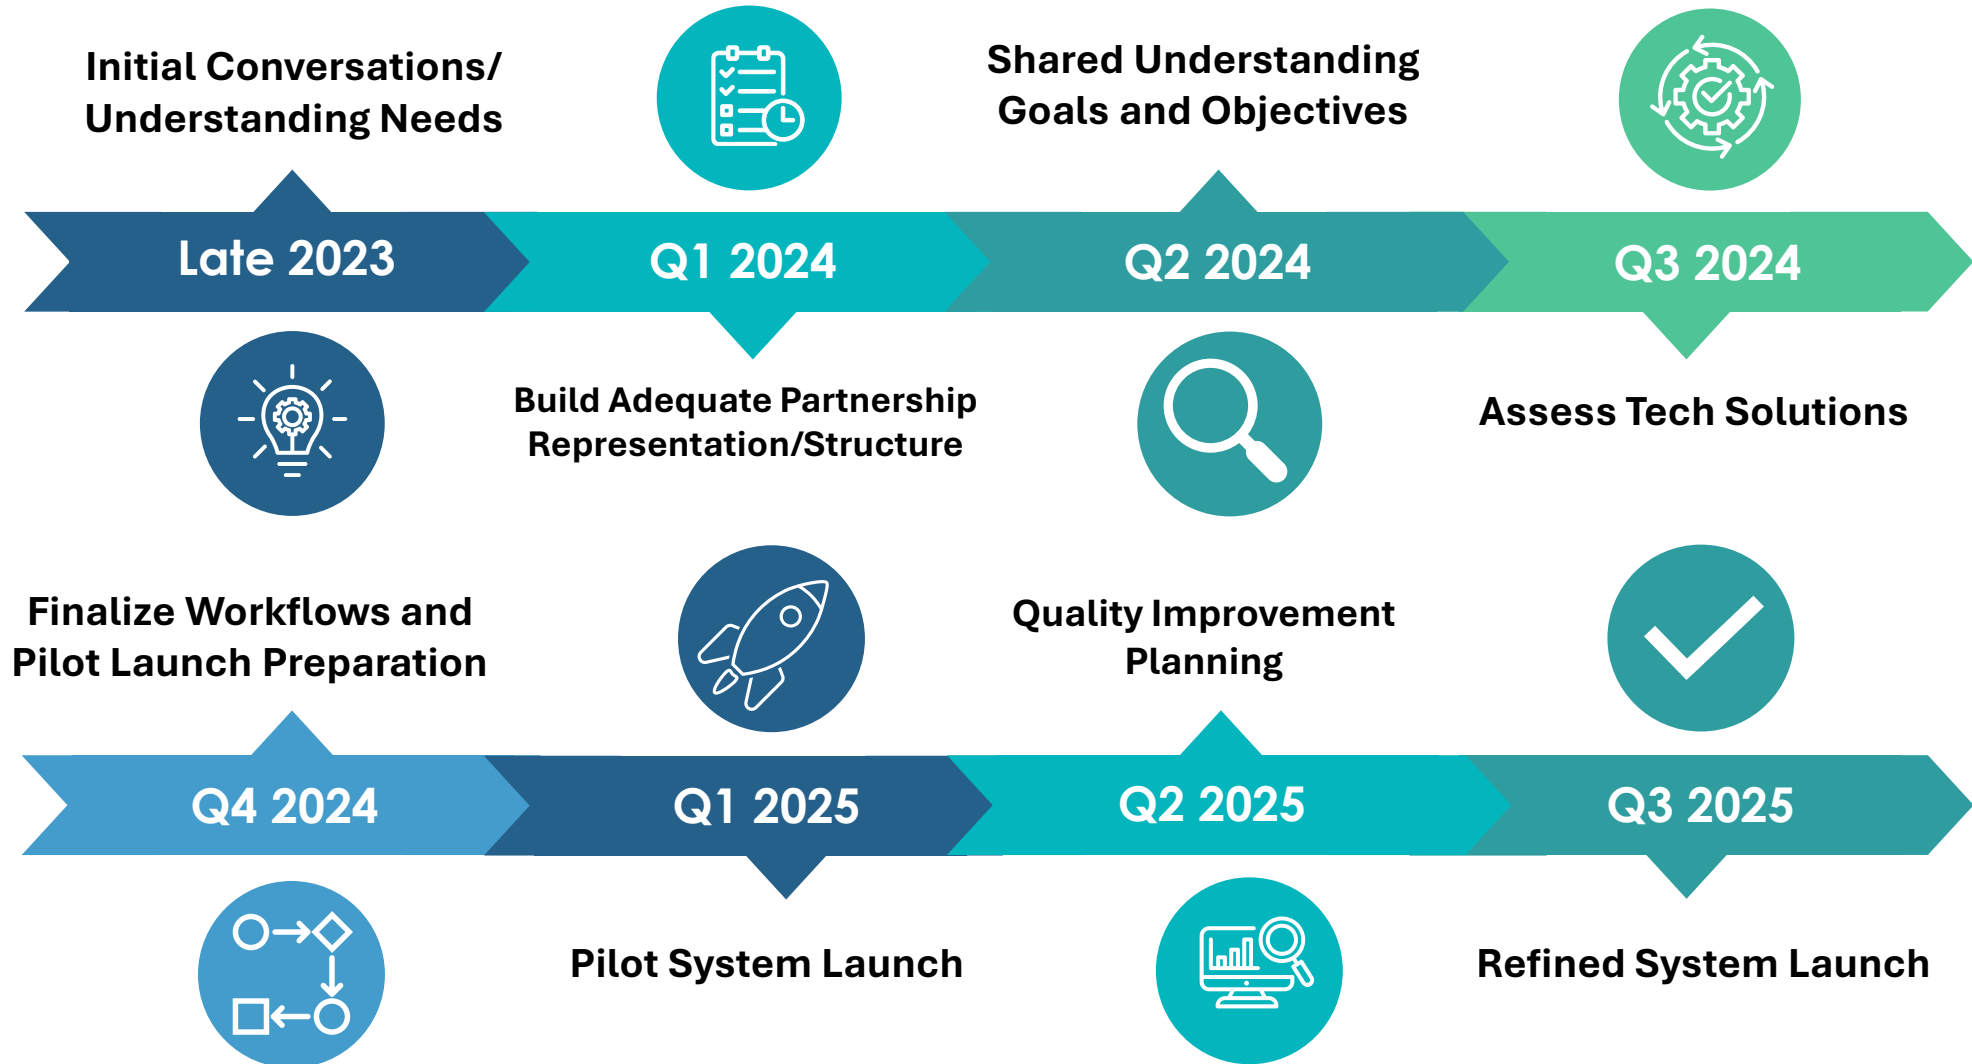 Initial Conversations/
Understanding Needs
Shared Understanding
Goals and Objectives
Late 2023
Q1 2024
Q2 2024
Q3 2024
Build Adequate Partnership
Representation/Structure
Assess Tech Solutions
Finalize Workflows and
Pilot Launch Preparation
Quality Improvement
Planning
Q4 2024
Q1 2025
Q2 2025
Q3 2025
Pilot System Launch
Refined System Launch